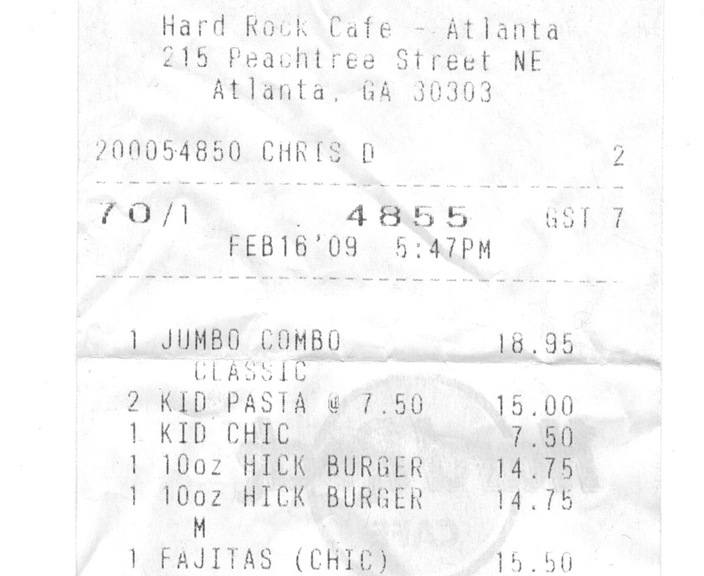 Hard Rock Cafe - Atlanta
215 Peachtree Street NE
Atlanta, GA 30303
200054850 CHRIS D 2
70/1 4855 GST 7
FEB16'09 5:47PM
1 JUMBO COMBO 18.95
CLASSIC
2 KID PASTA @ 7.50 15.00
1 KID CHIC 7.50
1 10oz HICK BURGER 14.75
1 10oz HICK BURGER 14.75
M
1 FAJITAS (CHIC) 15.50